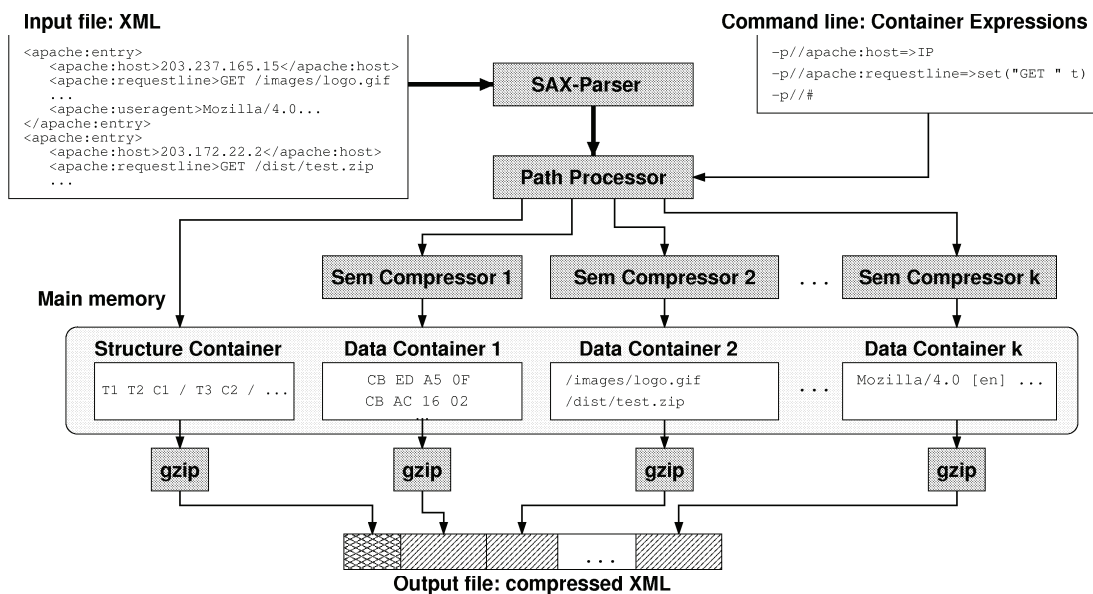 Input file: XML
Command line: Container Expressions
<apache:entry>
<apache:host>203.237.165.15</apache:host>
<apache:requestline>GET /images/logo.gif
...
<apache:useragent>Mozilla/4.0...
</apache:entry>
<apache:entry>
<apache:host>203.172.22.2</apache:host>
<apache:requestline>GET /dist/test.zip
...
-p//apache:host=>IP
-p//apache:requestline=>set("GET " t)
-p//#
SAX-Parser
Path Processor
Sem Compressor 1
Sem Compressor 2
...
Sem Compressor k
Main memory
Structure Container
Data Container 1
Data Container 2
Data Container k
T1 T2 C1 / T3 C2 / ...
CB ED A5 0F
CB AC 16 02
...
/images/logo.gif
/dist/test.zip
...
Mozilla/4.0 [en] ...
gzip
gzip
gzip
gzip
...
Output file: compressed XML